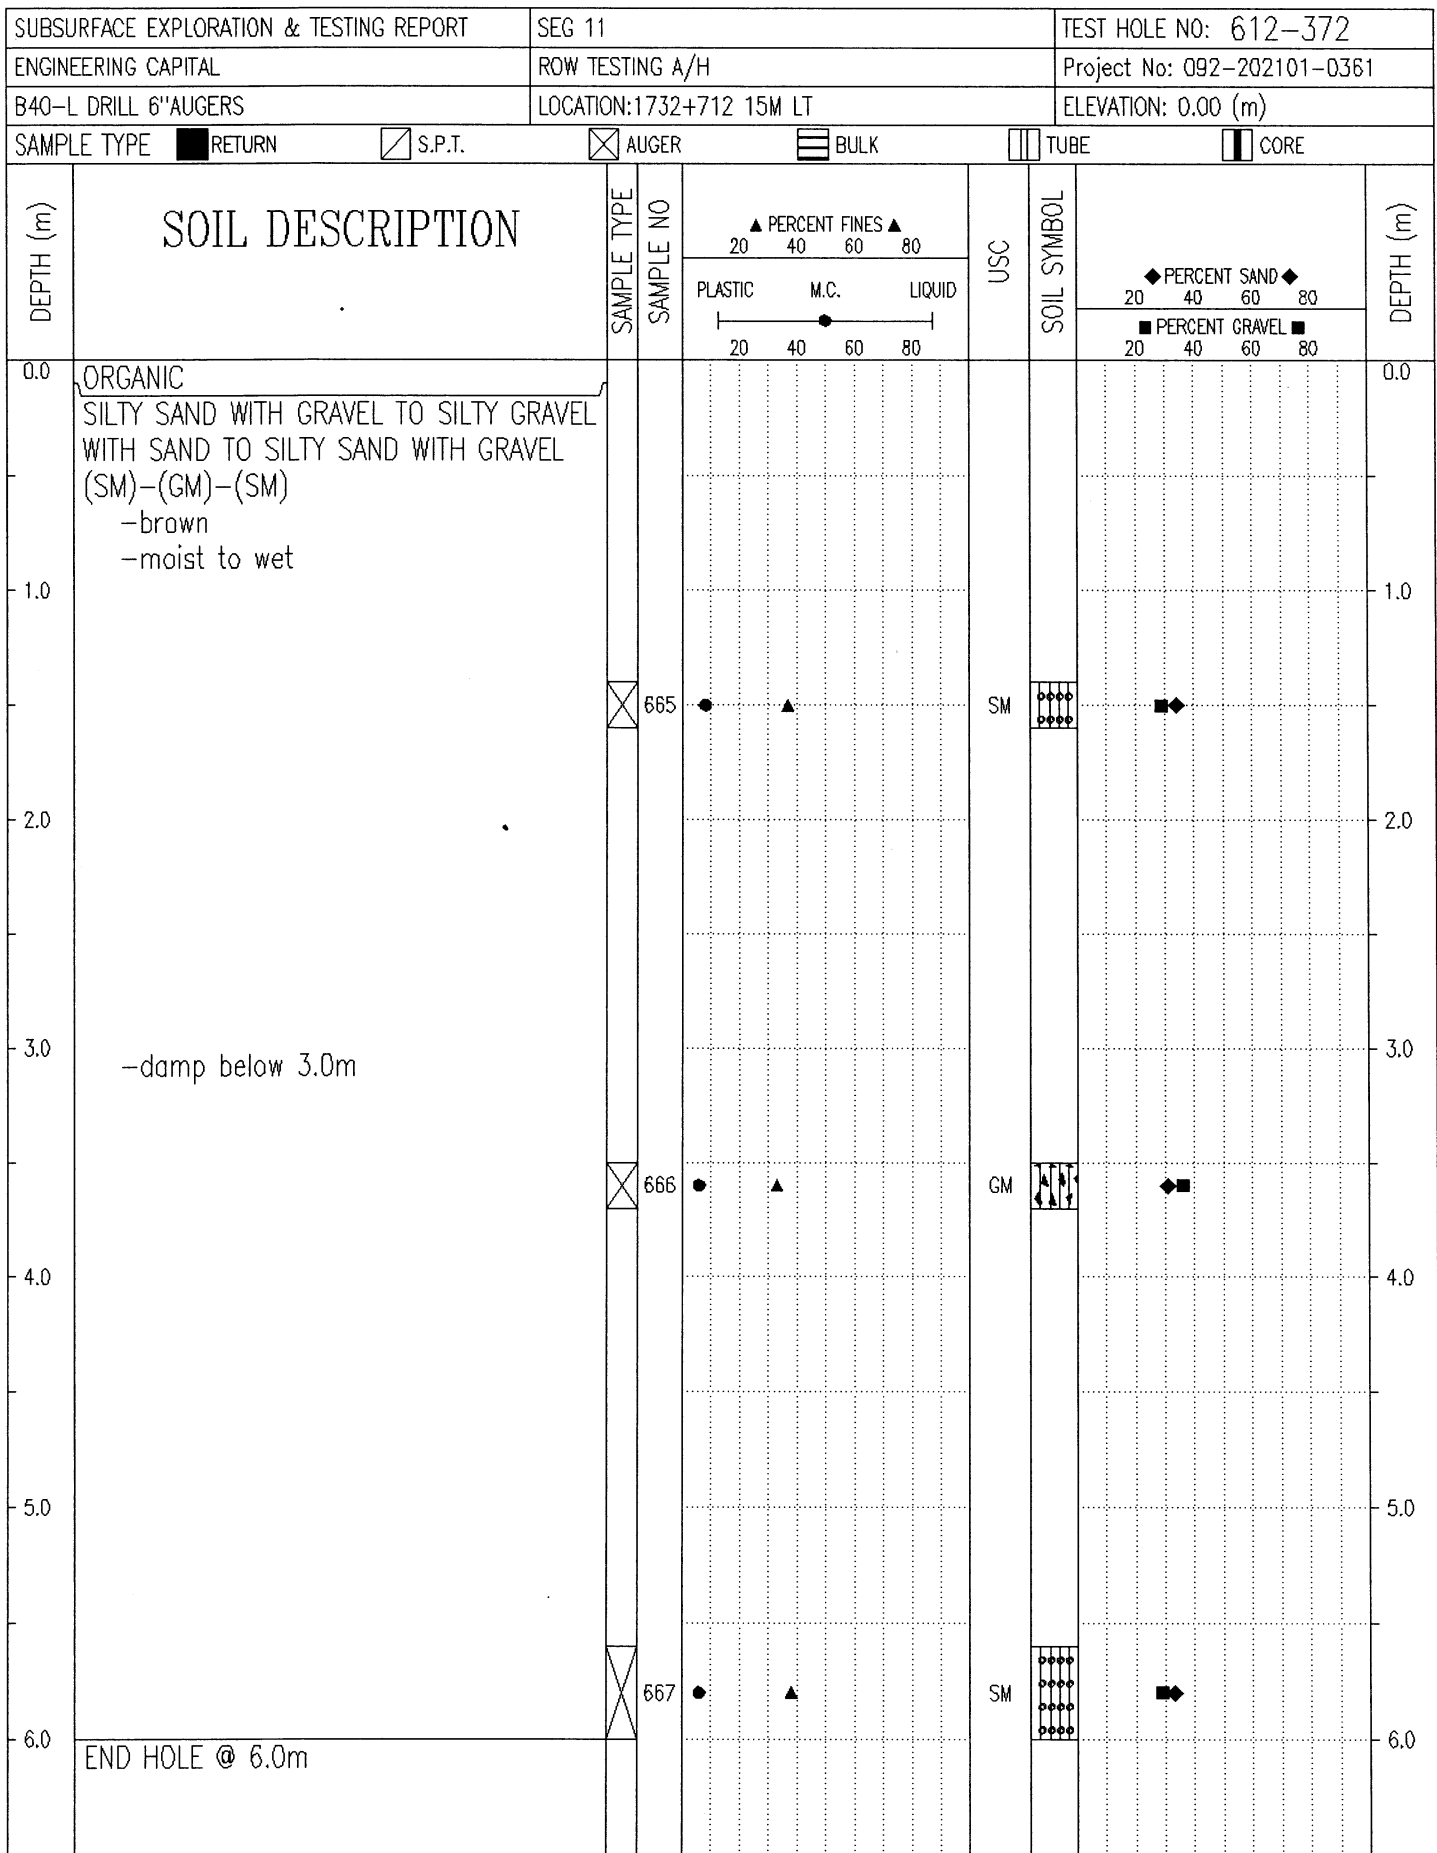 SUBSURFACE EXPLORATION & TESTING REPORT
SEG 11
TEST HOLE NO: 612-372
ENGINEERING CAPITAL
ROW TESTING A/H
Project No: 092-202101-0361
B40-L DRILL 6"AUGERS
LOCATION:1732+712 15M LT
ELEVATION: 0.00 (m)
SAMPLE TYPE
RETURN
S.P.T.
AUGER
BULK
TUBE
CORE
DEPTH (m)
SOIL DESCRIPTION
SAMPLE TYPE
SAMPLE NO
▲ PERCENT FINES ▲
20 40 60 80
PLASTIC M.C. LIQUID
20 40 60 80
USC
SOIL SYMBOL
◆PERCENT SAND◆
20 40 60 80
■ PERCENT GRAVEL ■
20 40 60 80
DEPTH (m)
0.0
ORGANIC
0.0
SILTY SAND WITH GRAVEL TO SILTY GRAVEL
WITH SAND TO SILTY SAND WITH GRAVEL
(SM)-(GM)-(SM)
-brown
-moist to wet
1.0
1.0
665
SM
2.0
2.0
3.0
-damp below 3.0m
3.0
666
GM
4.0
4.0
5.0
5.0
667
SM
6.0
6.0
END HOLE @ 6.0m